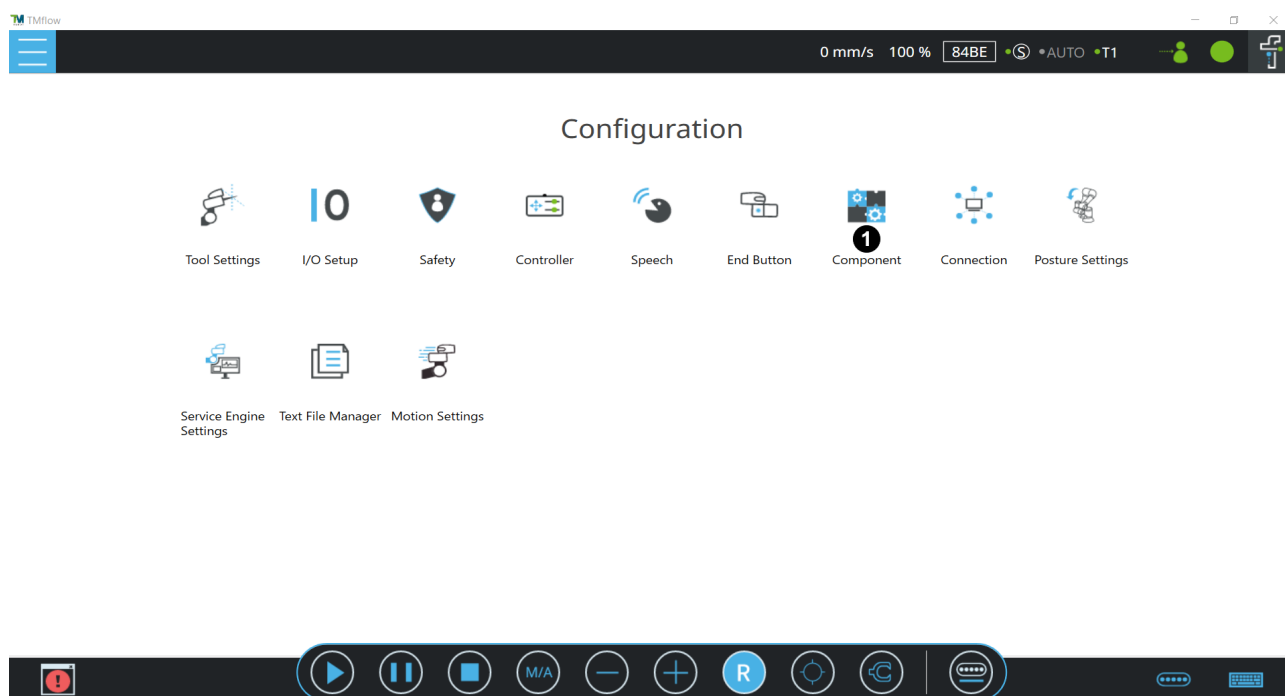 TM TMflow
0 mm/s 100 % 84BE S AUTO T1
Configuration
IO
1
Tool Settings I/O Setup Safety Controller Speech End Button Component Connection Posture Settings
Service Engine Settings Text File Manager Motion Settings
M/A R